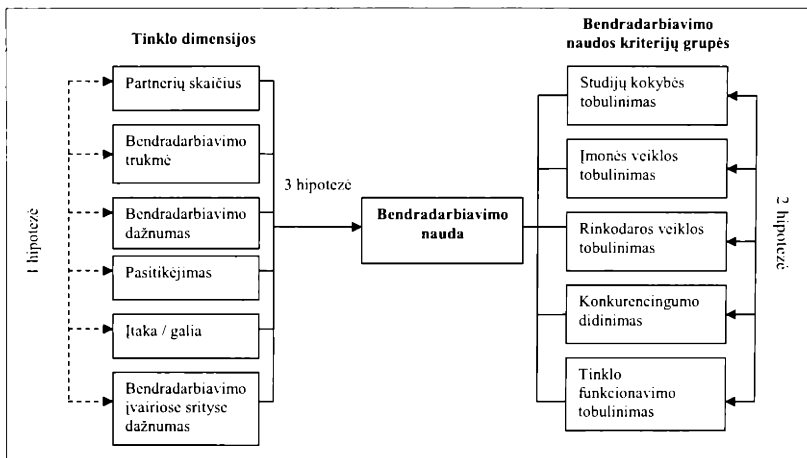 Tinklo dimensijos
Partnerių skaičius
Bendradarbiavimo
trukmė
Bendradarbiavimo
dažnumas
Pasitikėjimas
Įtaka / galia
Bendradarbiavimo
įvairiose srityse
dažnumas
1 hipotezė
3 hipotezė
Bendradarbiavimo
nauda
Bendradarbiavimo
naudos kriterijų grupės
Studijų kokybės
tobulinimas
Įmonės veiklos
tobulinimas
Rinkodaros veiklos
tobulinimas
Konkurencingumo
didinimas
Tinklo
funkcionavimo
tobulinimas
2 hipotezė